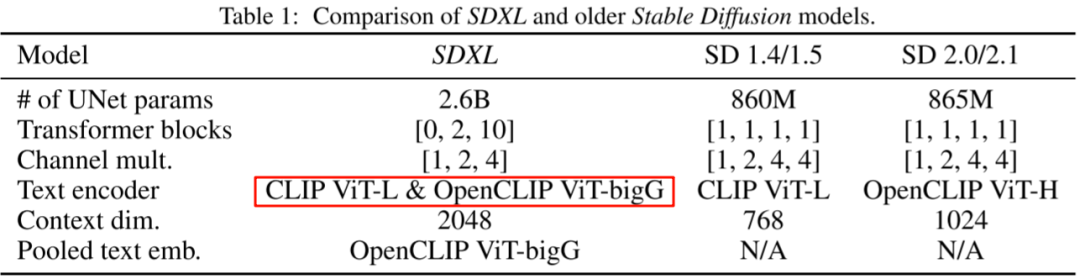 Table 1: Comparison of SDXL and older Stable Diffusion models.
Model SDXL SD 1.4/1.5 SD 2.0/2.1
# of UNet params 2.6B 860M 865M
Transformer blocks [0, 2, 10] [1, 1, 1, 1] [1, 1, 1, 1]
Channel mult. [1, 2, 4] [1, 2, 4, 4] [1, 2, 4, 4]
Text encoder CLIP ViT-L & OpenCLIP ViT-bigG CLIP ViT-L OpenCLIP ViT-H
Context dim. 2048 768 1024
Pooled text emb. OpenCLIP ViT-bigG N/A N/A